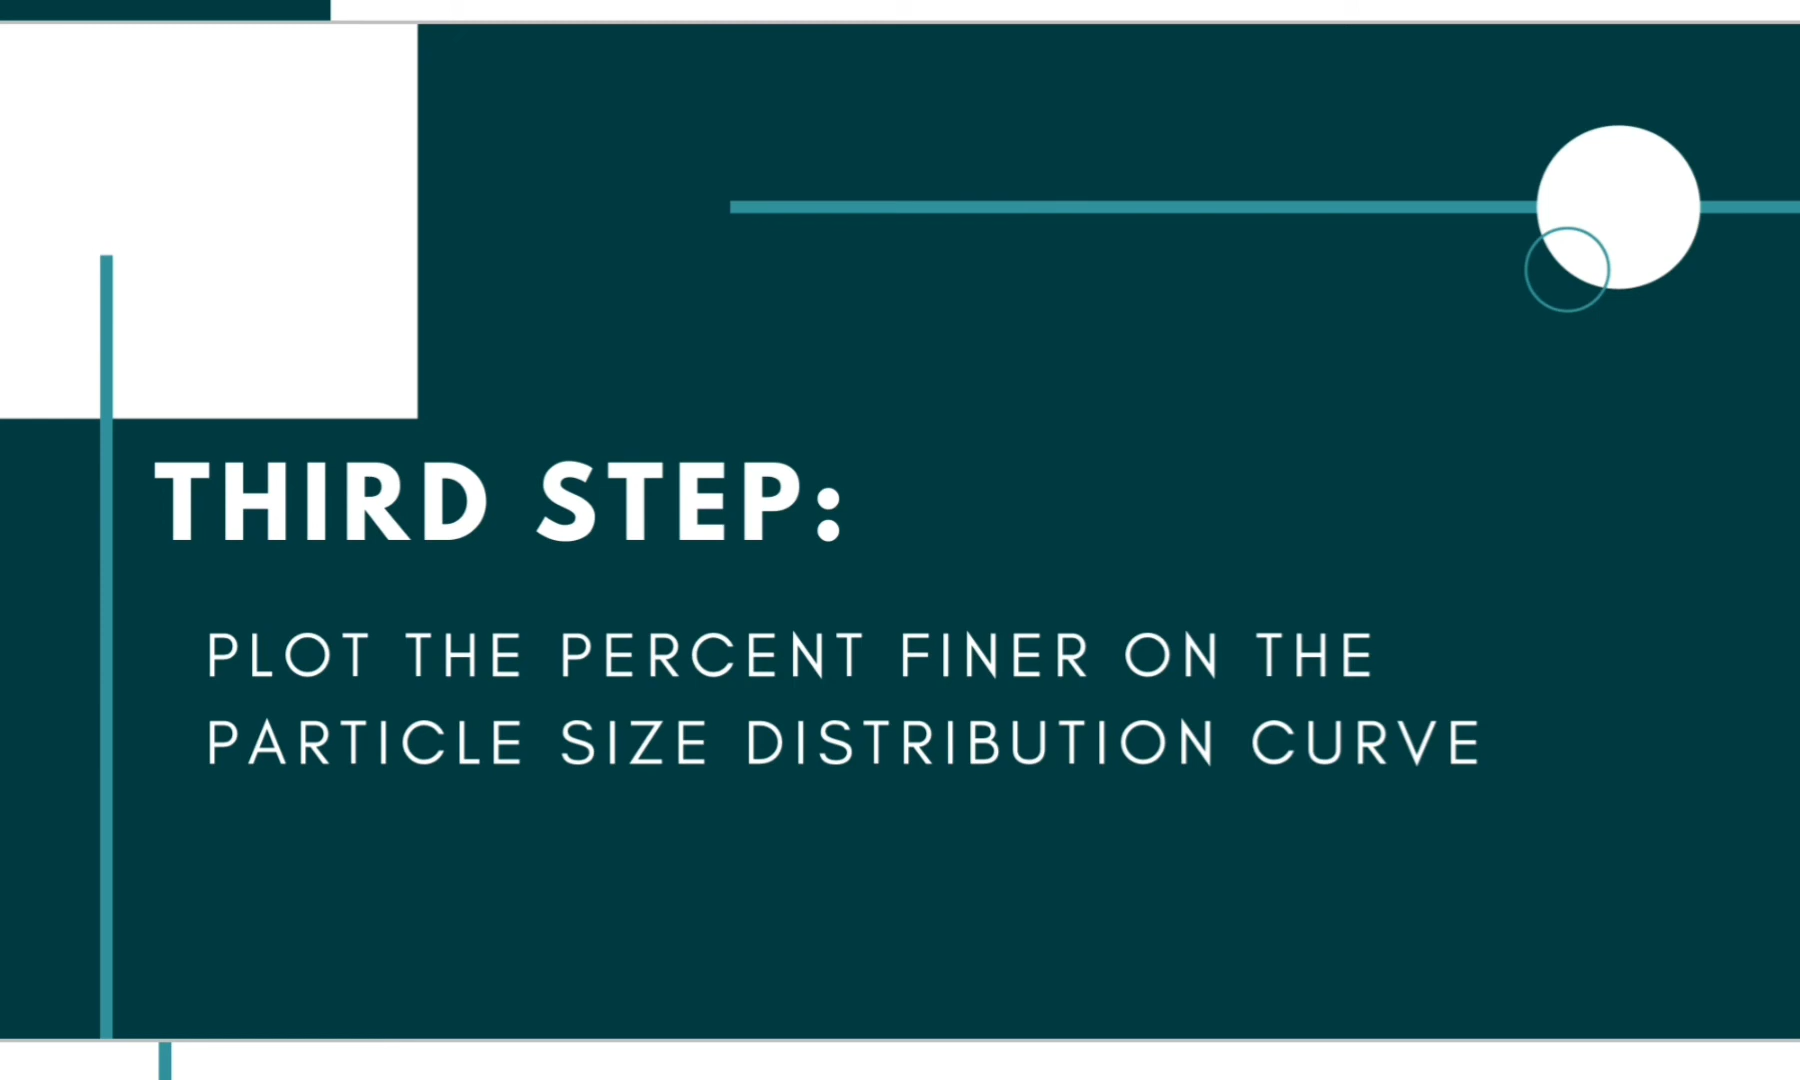 THIRD STEP:
PLOT THE PERCENT FINER ON THE
PARTICLE SIZE DISTRIBUTION CURVE